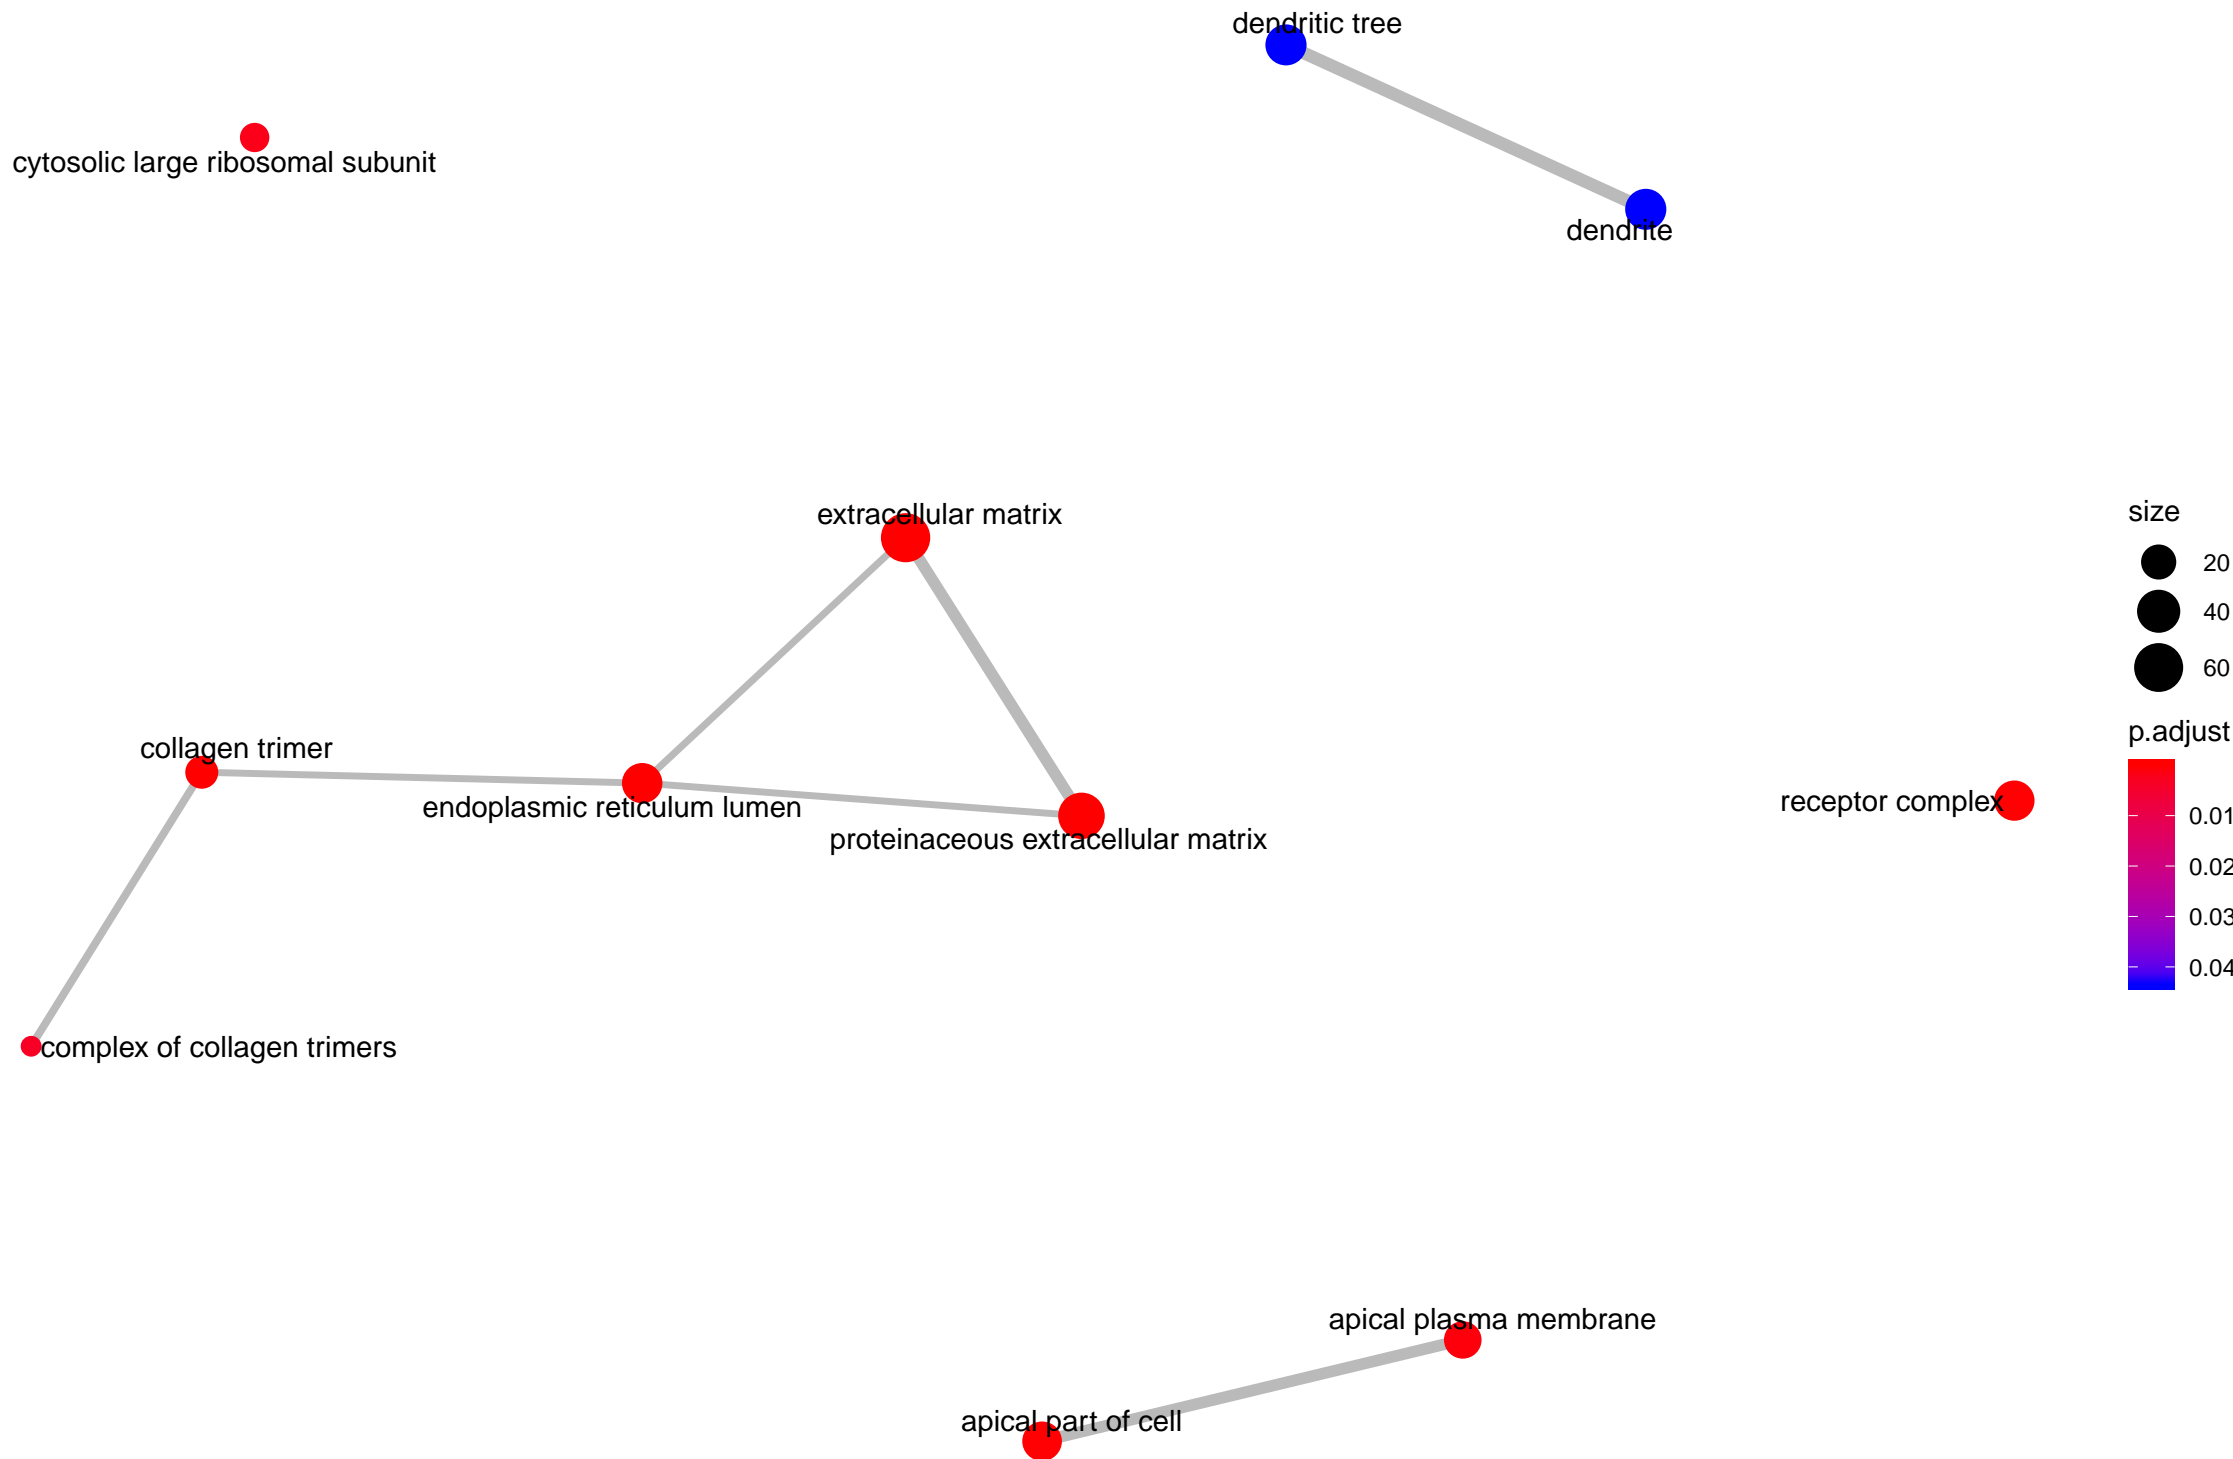 dendritic tree
cytosolic large ribosomal subunit
dendrite
extracellular matrix
collagen trimer
endoplasmic reticulum lumen
proteinaceous extracellular matrix
receptor complex
complex of collagen trimers
apical plasma membrane
apical part of cell
size
20
40
60
p.adjust
0.01
0.02
0.03
0.04